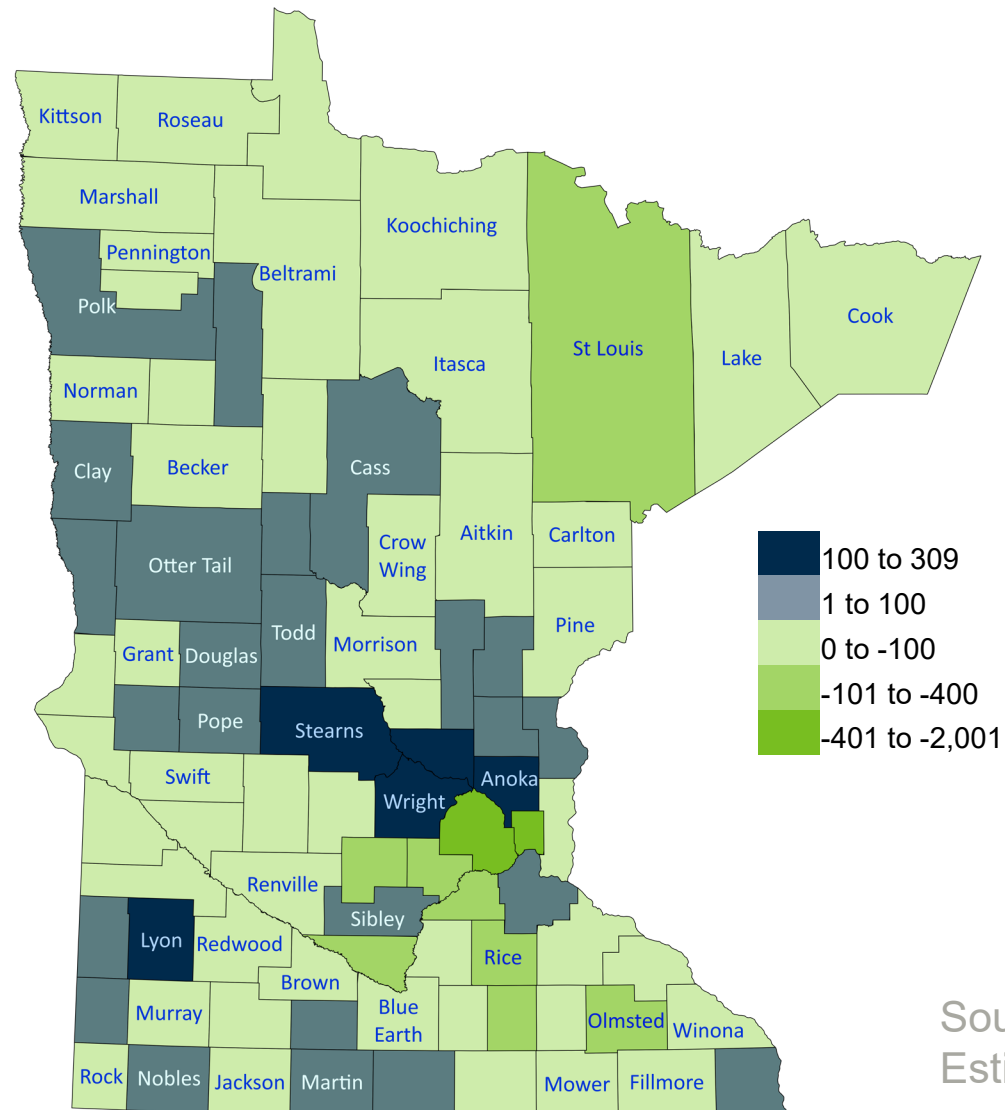 Kittson
Roseau
Marshall
Koochiching
Pennington
Beltrami
Polk
Cook
St Louis
Lake
Itasca
Norman
Becker
Clay
Cass
Aitkin
Carlton
Crow
Wing
Otter Tail
Pine
Todd
Morrison
Grant
Douglas
Pope
Stearns
Swift
Anoka
Wright
Renville
Sibley
Lyon
Redwood
Rice
Brown
Blue
Earth
Murray
Olmsted
Winona
Rock
Nobles
Jackson
Martin
Mower
Fillmore
100 to 309
1 to 100
0 to -100
-101 to -400
-401 to -2,001
Sou
Esti